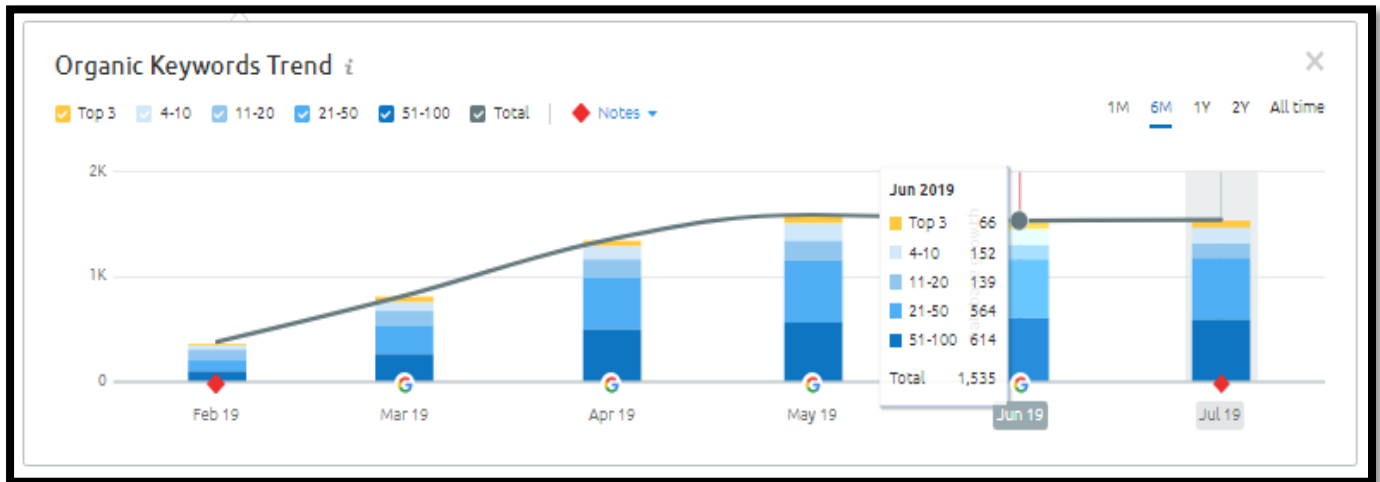 Organic Keywords Trend i
Top 3 4-10 11-20 21-50 51-100 Total Notes 1M 6M 1Y 2Y All time
2K
1K
0
Jun 2019
Top 3 66
4-10 152
11-20 139
21-50 564
51-100 614
Total 1,535
Feb 19 Mar 19 Apr 19 May 19 Jun 19 Jul 19